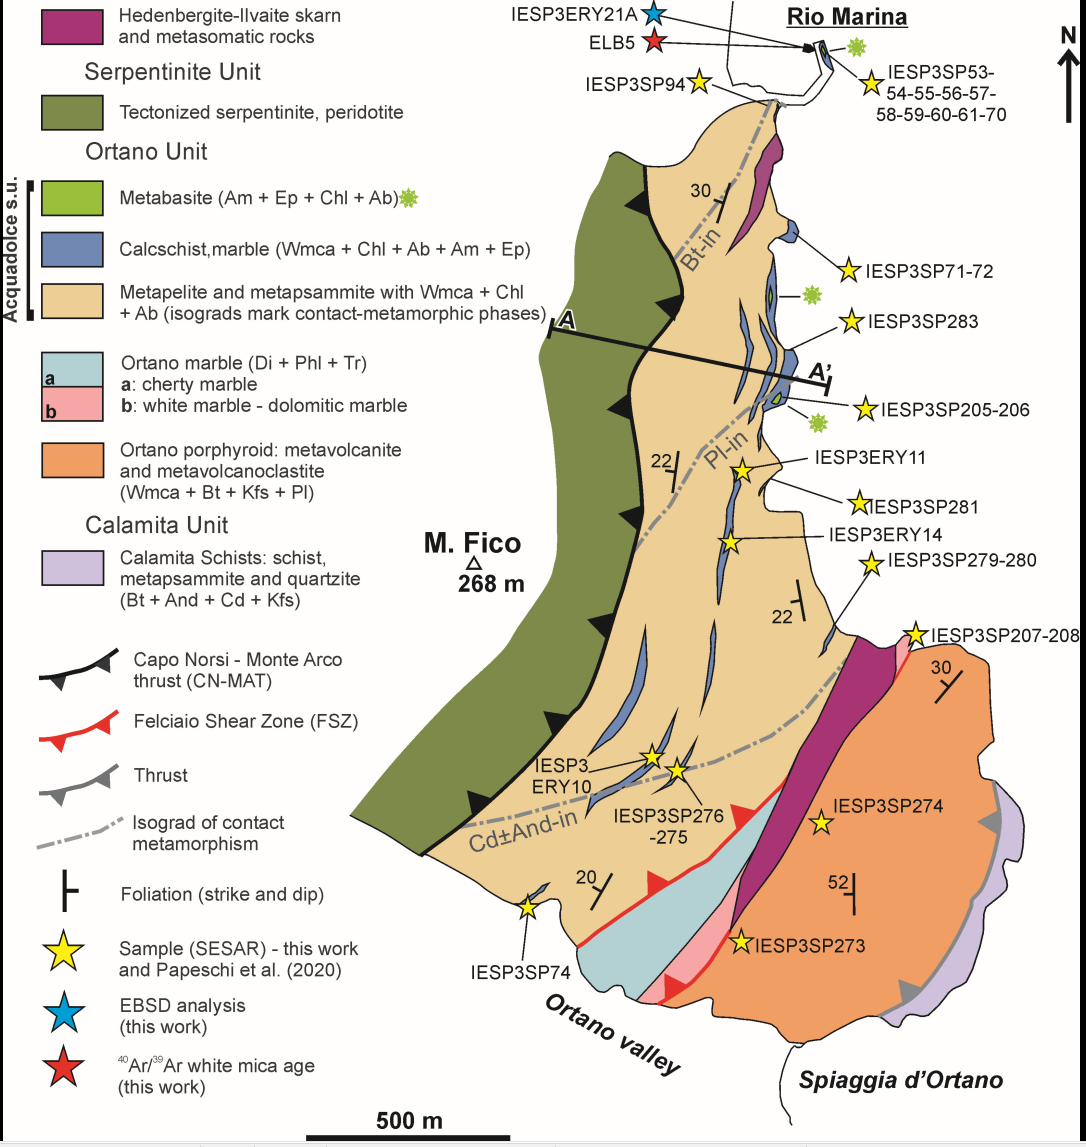 Hedenbergite-Ilvaite skarn
and metasomatic rocks
Serpentinite Unit
Tectonized serpentinite, peridotite
Ortano Unit
Acquadolce s.u.
Metabasite (Am + Ep + Chl + Ab)
Calcschist,marble (Wmca + Chl + Ab + Am + Ep)
Metapelite and metapsammite with Wmca + Chl
+ Ab (isograds mark contact-metamorphic phases)
a
b
Ortano marble (Di + Phl + Tr)
a: cherty marble
b: white marble - dolomitic marble
Ortano porphyroid: metavolcanite
and metavolcanoclastite
(Wmca + Bt + Kfs + Pl)
Calamita Unit
Calamita Schists: schist,
metapsammite and quartzite
(Bt + And + Cd + Kfs)
Capo Norsi - Monte Arco
thrust (CN-MAT)
Felciaio Shear Zone (FSZ)
Thrust
Isograd of contact
metamorphism
Foliation (strike and dip)
Sample (SESAR) - this work
and Papeschi et al. (2020)
EBSD analysis
(this work)
40Ar/39Ar white mica age
(this work)
500 m
IESP3ERY21A
ELB5
IESP3SP94
Rio Marina
N
IESP3SP53-
54-55-56-57-
58-59-60-61-70
30
Bt-in
IESP3SP71-72
IESP3SP283
A
A'
IESP3SP205-206
Pl-in
22
IESP3ERY11
IESP3SP281
IESP3ERY14
IESP3SP279-280
M. Fico
268 m
22
IESP3SP207-208
30
IESP3
ERY10
IESP3SP276
-275
Cd±And-in
IESP3SP274
20
52
IESP3SP273
IESP3SP74
Ortano valley
Spiaggia d'Ortano